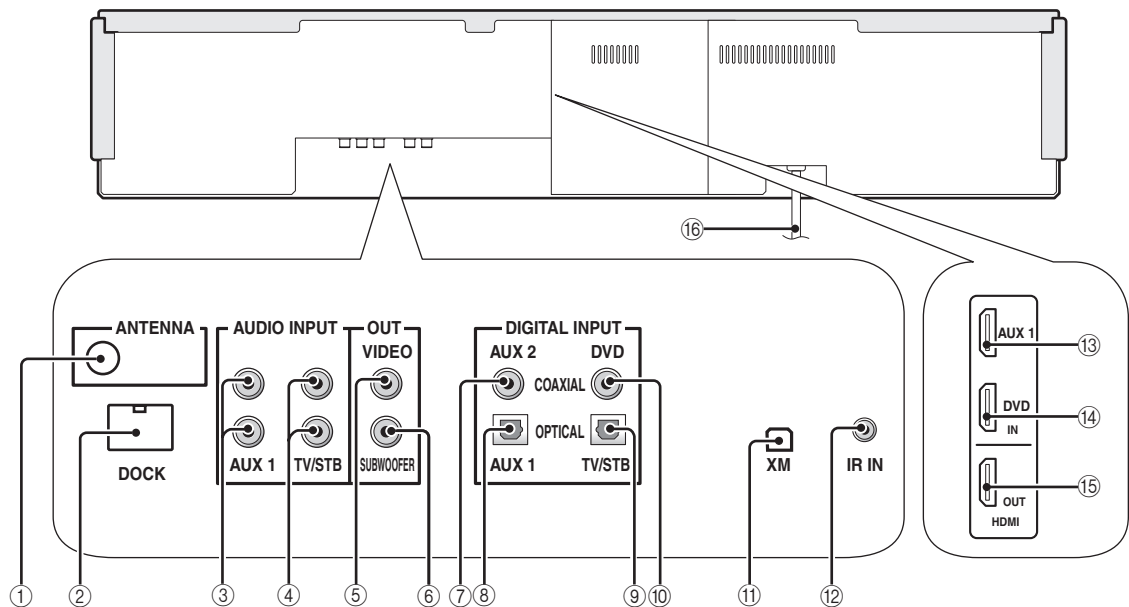 ⑯
ANTENNA
AUDIO INPUT
OUT
DIGITAL INPUT
VIDEO
AUX 2
DVD
COAXIAL
OPTICAL
DOCK
AUX 1
TV/STB
SUBWOOFER
AUX 1
TV/STB
XM
IR IN
AUX 1
DVD
IN
OUT
HDMI
⑬
⑭
⑮
① ② ③ ④ ⑤ ⑥ ⑦ ⑧ ⑨ ⑩ ⑪ ⑫